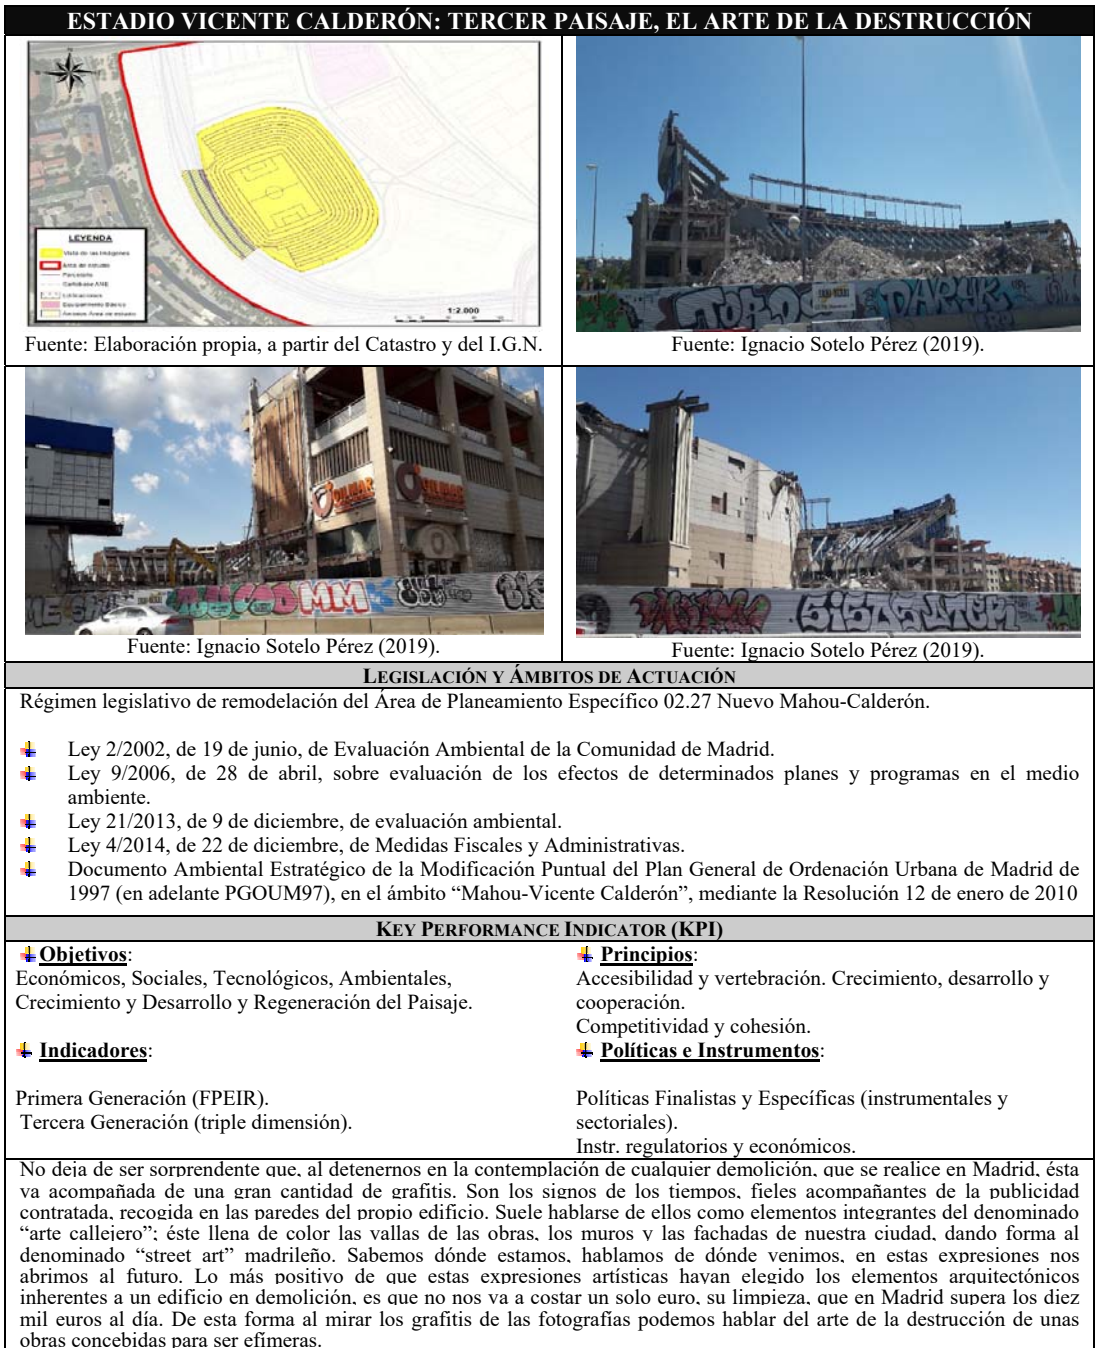 ESTADIO VICENTE CALDERÓN: TERCER PAISAJE, EL ARTE DE LA DESTRUCCIÓN
LEYENDA
Vista de las imágenes
Área de estudio
Parcelario
Cartobase ANE
Edificaciones
Equipamiento Básico
1:2.000
Fuente: Elaboración propia, a partir del Catastro y del I.G.N.
Fuente: Ignacio Sotelo Pérez (2019).
GILMAR
GILMAR
MM
Fuente: Ignacio Sotelo Pérez (2019).
Fuente: Ignacio Sotelo Pérez (2019).
LEGISLACIÓN Y ÁMBITOS DE ACTUACIÓN
Régimen legislativo de remodelación del Área de Planeamiento Específico 02.27 Nuevo Mahou-Calderón.
Ley 2/2002, de 19 de junio, de Evaluación Ambiental de la Comunidad de Madrid.
Ley 9/2006, de 28 de abril, sobre evaluación de los efectos de determinados planes y programas en el medio
ambiente.
Ley 21/2013, de 9 de diciembre, de evaluación ambiental.
Ley 4/2014, de 22 de diciembre, de Medidas Fiscales y Administrativas.
Documento Ambiental Estratégico de la Modificación Puntual del Plan General de Ordenación Urbana de Madrid de
1997 (en adelante PGOUM97), en el ámbito “Mahou-Vicente Calderón”, mediante la Resolución 12 de enero de 2010
KEY PERFORMANCE INDICATOR (KPI)
Objetivos:
Económicos, Sociales, Tecnológicos, Ambientales,
Crecimiento y Desarrollo y Regeneración del Paisaje.
Indicadores:
Primera Generación (FPEIR).
Tercera Generación (triple dimensión).
Principios:
Accesibilidad y vertebración. Crecimiento, desarrollo y
cooperación.
Competitividad y cohesión.
Políticas e Instrumentos:
Políticas Finalistas y Específicas (instrumentales y
sectoriales).
Instr. regulatorios y económicos.
No deja de ser sorprendente que, al detenernos en la contemplación de cualquier demolición, que se realice en Madrid, ésta
va acompañada de una gran cantidad de grafitis. Son los signos de los tiempos, fieles acompañantes de la publicidad
contratada, recogida en las paredes del propio edificio. Suele hablarse de ellos como elementos integrantes del denominado
“arte callejero”; éste llena de color las vallas de las obras, los muros y las fachadas de nuestra ciudad, dando forma al
denominado “street art” madrileño. Sabemos dónde estamos, hablamos de dónde venimos, en estas expresiones nos
abrimos al futuro. Lo más positivo de que estas expresiones artísticas hayan elegido los elementos arquitectónicos
inherentes a un edificio en demolición, es que no nos va a costar un solo euro, su limpieza, que en Madrid supera los diez
mil euros al día. De esta forma al mirar los grafitis de las fotografías podemos hablar del arte de la destrucción de unas
obras concebidas para ser efímeras.